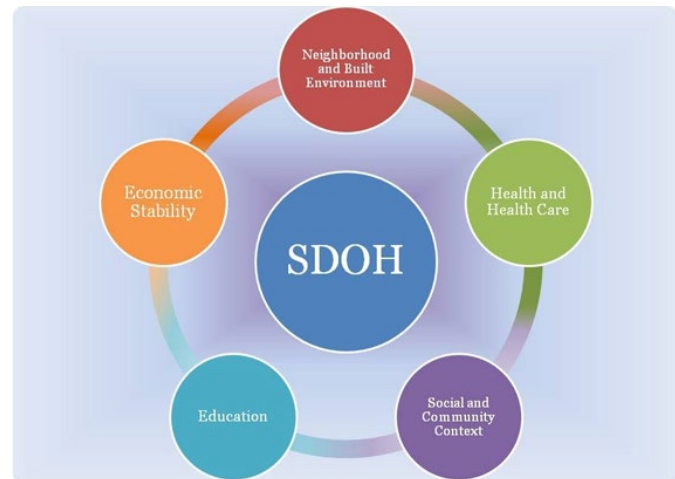 Neighborhood
and Built
Environment
Economic
Stability
Health and
Health Care
SDOH
Education
Social and
Community
Context